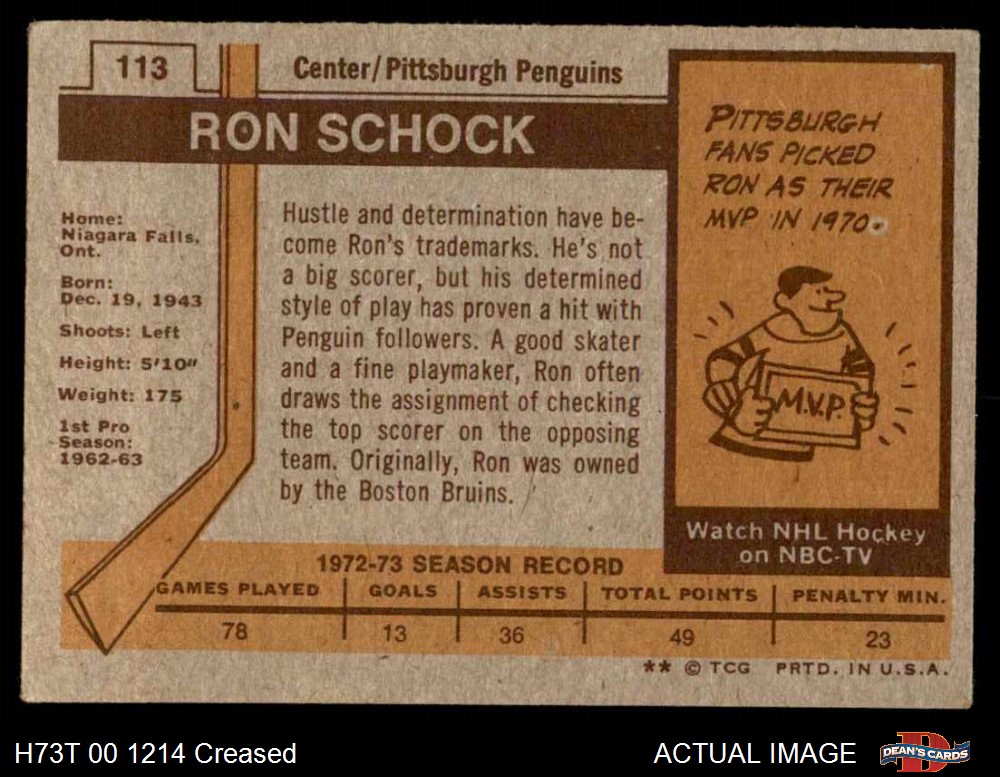 113
Center/Pittsburgh Penguins
RON SCHOCK
Home:
Niagara Falls,
Ont.
Born:
Dec. 19, 1943
Shoots: Left
Height: 5'10"
Weight: 175
1st Pro
Season:
1962-63
Hustle and determination have be-
come Ron's trademarks. He's not
a big scorer, but his determined
style of play has proven a hit with
Penguin followers. A good skater
and a fine playmaker, Ron often
draws the assignment of checking
the top scorer on the opposing
team. Originally, Ron was owned
by the Boston Bruins.
PITTSBURGH
FANS PICKED
RON AS THEIR
MVP IN 1970.
M.V.P.
Watch NHL Hockey
on NBC-TV
1972-73 SEASON RECORD
GAMES PLAYED GOALS ASSISTS TOTAL POINTS PENALTY MIN.
78 13 36 49 23
** © TCG PRTD. IN U.S.A.
H73T 00 1214 Creased
ACTUAL IMAGE
DEAN'S CARDS